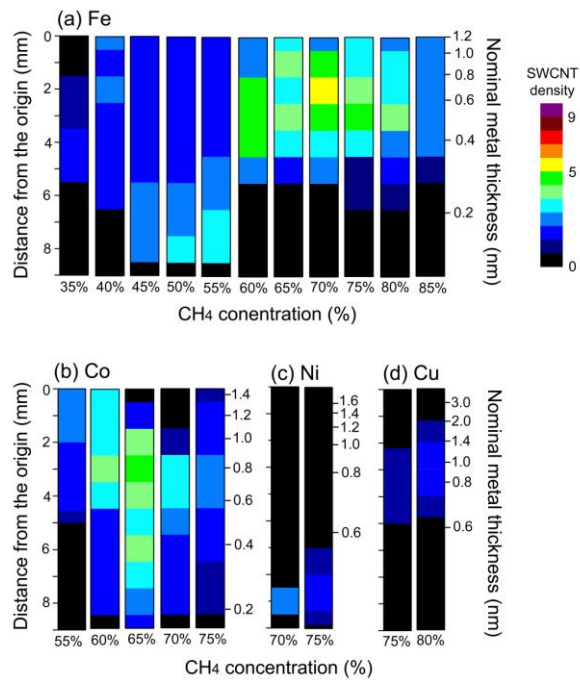 (a) Fe
0
2
4
6
8
Distance from the origin (mm)
1.2
1.0
0.8
0.6
0.4
0.2
Nominal metal thickness (nm)
SWCNT
density
9
5
0
35% 40% 45% 50% 55% 60% 65% 70% 75% 80% 85%
CH4 conentration (%)
(b) Co
(c) Ni
(d) Cu
0
2
4
6
8
Distance from the origin (mm)
1.4
1.2
1.0
0.8
0.6
0.4
0.2
1.6
1.4
1.2
1.0
0.8
0.6
3.0
2.0
1.4
1.0
0.8
0.6
Nominal metal thickness (nm)
55% 60% 65% 70% 75% 70% 75% 75% 80%
CH4 concentration (%)